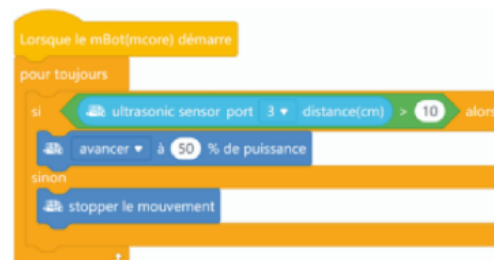 Lorsque le mBot(mcore) démarre
pour toujours
si ultrasonic sensor port 3 distance(cm) > 10 alors
avancer à 50 % de puissance
sinon
stopper le mouvement